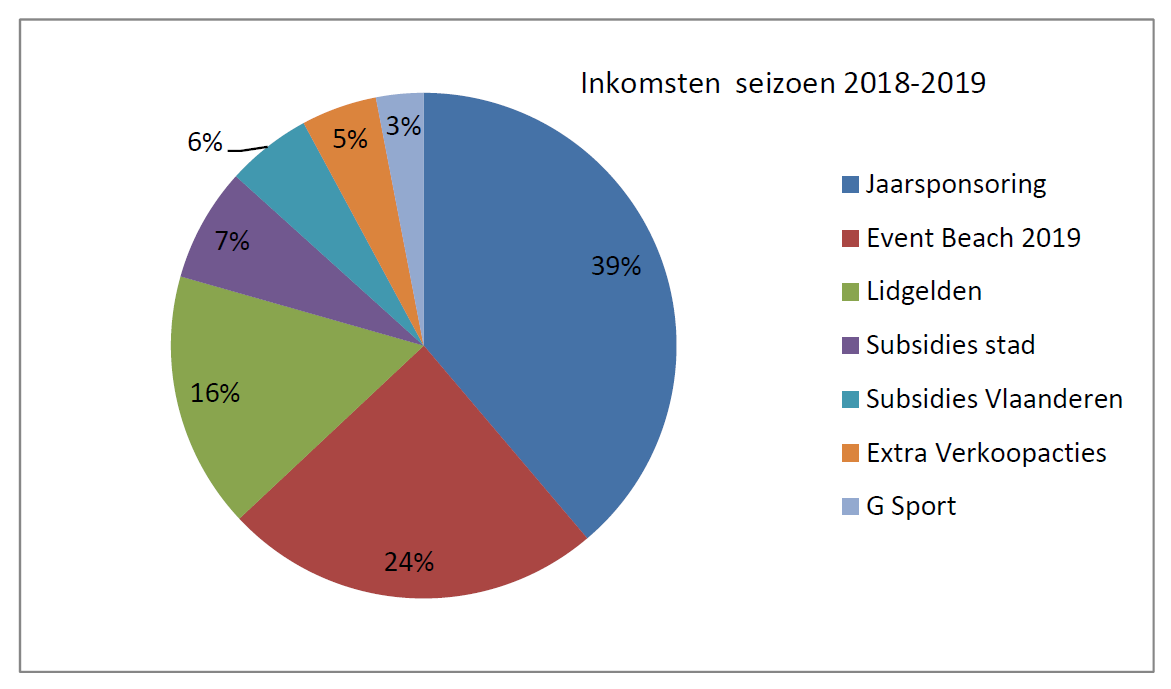 Inkomsten seizoen 2018-2019
6%
5%
3%
7%
39%
16%
24%
Jaarsponsoring
Event Beach 2019
Lidgelden
Subsidies stad
Subsidies Vlaanderen
Extra Verkoopacties
G Sport